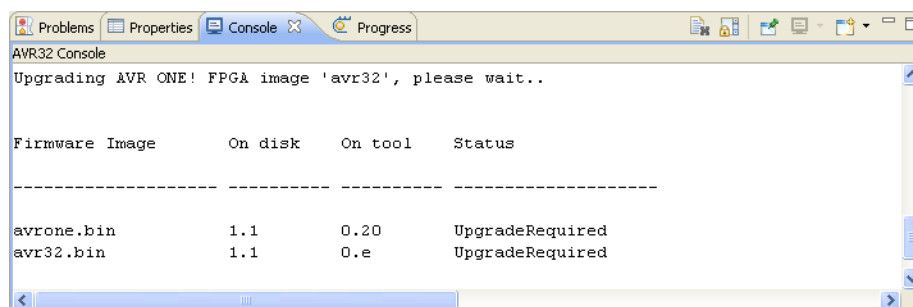 Problems Properties Console Progress
AVR32 Console
Upgrading AVR ONE! FPGA image 'avr32', please wait..
Firmware Image On disk On tool Status
-------------------- ---------- ---------- --------------------
avrone.bin 1.1 0.20 UpgradeRequired
avr32.bin 1.1 0.e UpgradeRequired